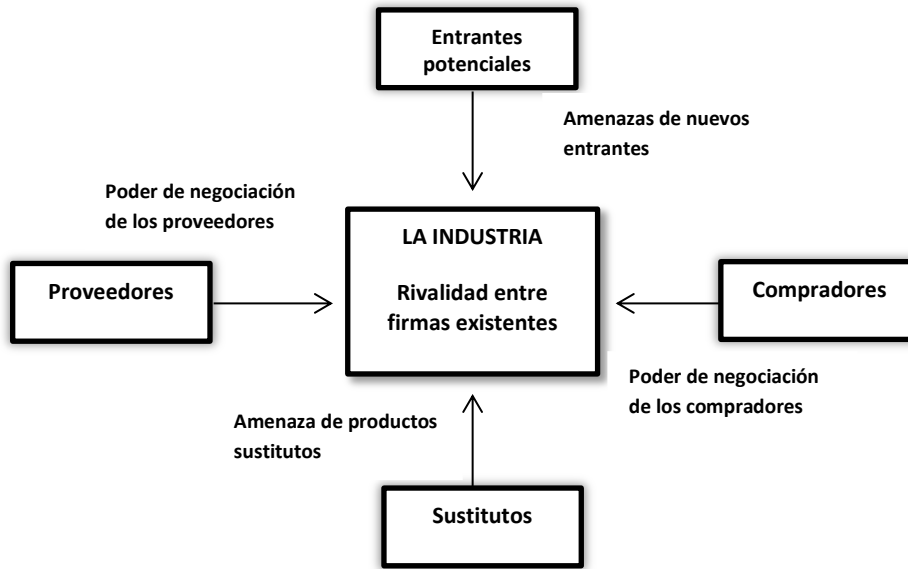 Entrantes
potenciales
Amenazas de nuevos
entrantes
Poder de negociación
de los proveedores
LA INDUSTRIA
Rivalidad entre
firmas existentes
Proveedores
Compradores
Poder de negociación
de los compradores
Amenaza de productos
sustitutos
Sustitutos